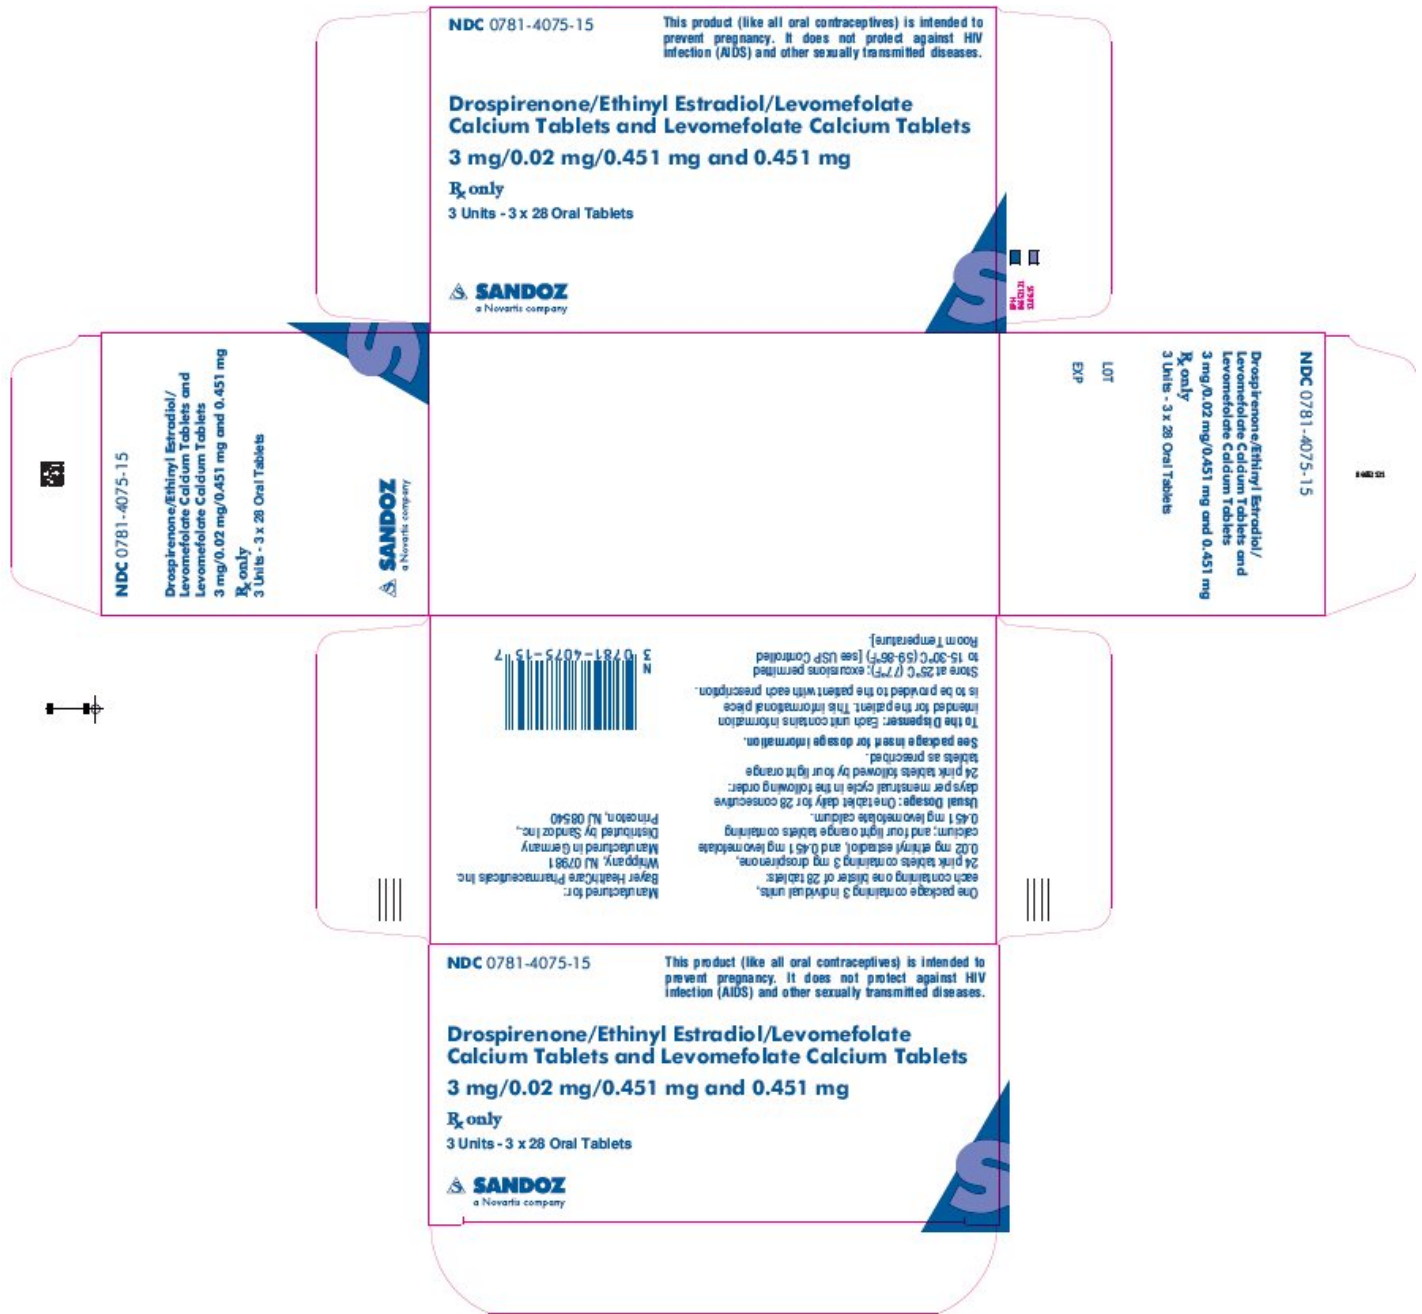 NDC 0781-4075-15
This product (like all oral contraceptives) is intended to
prevent pregnancy. It does not protect against HIV
infection (AIDS) and other sexually transmitted diseases.
Drospirenone/Ethinyl Estradiol/Levomefolate
Calcium Tablets and Levomefolate Calcium Tablets
3 mg/0.02 mg/0.451 mg and 0.451 mg
Rx only
3 Units - 3 x 28 Oral Tablets
S
SANDOZ
a Novartis company
NDC 0781-4075-15
Drospirenone/Ethinyl Estradiol/
Levomefolate Calcium Tablets and
Levomefolate Calcium Tablets
3 mg/0.02 mg/0.451 mg and 0.451 mg
Rx only
3 Units - 3 x 28 Oral Tablets
S
SANDOZ
a Novartis company
NDC 0781-4075-15
Drospirenone/Ethinyl Estradiol/
Levomefolate Calcium Tablets and
Levomefolate Calcium Tablets
3 mg/0.02 mg/0.451 mg and 0.451 mg
Rx only
3 Units - 3 x 28 Oral Tablets
LOT
EXP
One package containing 3 individual units,
each containing one blister of 28 tablets:
24 pink tablets containing 3 mg drospirenone,
0.02 mg ethinyl estradiol, and 0.451 mg levomefolate
calcium; and four light orange tablets containing
0.451 mg levomefolate calcium.
Usual Dosage: One tablet daily for 28 consecutive
days per menstrual cycle in the following order:
24 pink tablets followed by four light orange
tablets as prescribed.
See package insert for dosage information.
To the Dispenser: Each unit contains information
intended for the patient. This informational piece
is to be provided to the patient with each prescription.
Store at 25°C (77°F); excursions permitted
to 15-30°C (59-86°F) [see USP Controlled
Room Temperature].
Manufactured for:
Bayer HealthCare Pharmaceuticals Inc.
Whippany, NJ 07981
Manufactured in Germany
Distributed by Sandoz Inc.,
Princeton, NJ 08540
N
3 0781-4075-15 7
NDC 0781-4075-15
This product (like all oral contraceptives) is intended to
prevent pregnancy. It does not protect against HIV
infection (AIDS) and other sexually transmitted diseases.
Drospirenone/Ethinyl Estradiol/Levomefolate
Calcium Tablets and Levomefolate Calcium Tablets
3 mg/0.02 mg/0.451 mg and 0.451 mg
Rx only
3 Units - 3 x 28 Oral Tablets
S
SANDOZ
a Novartis company